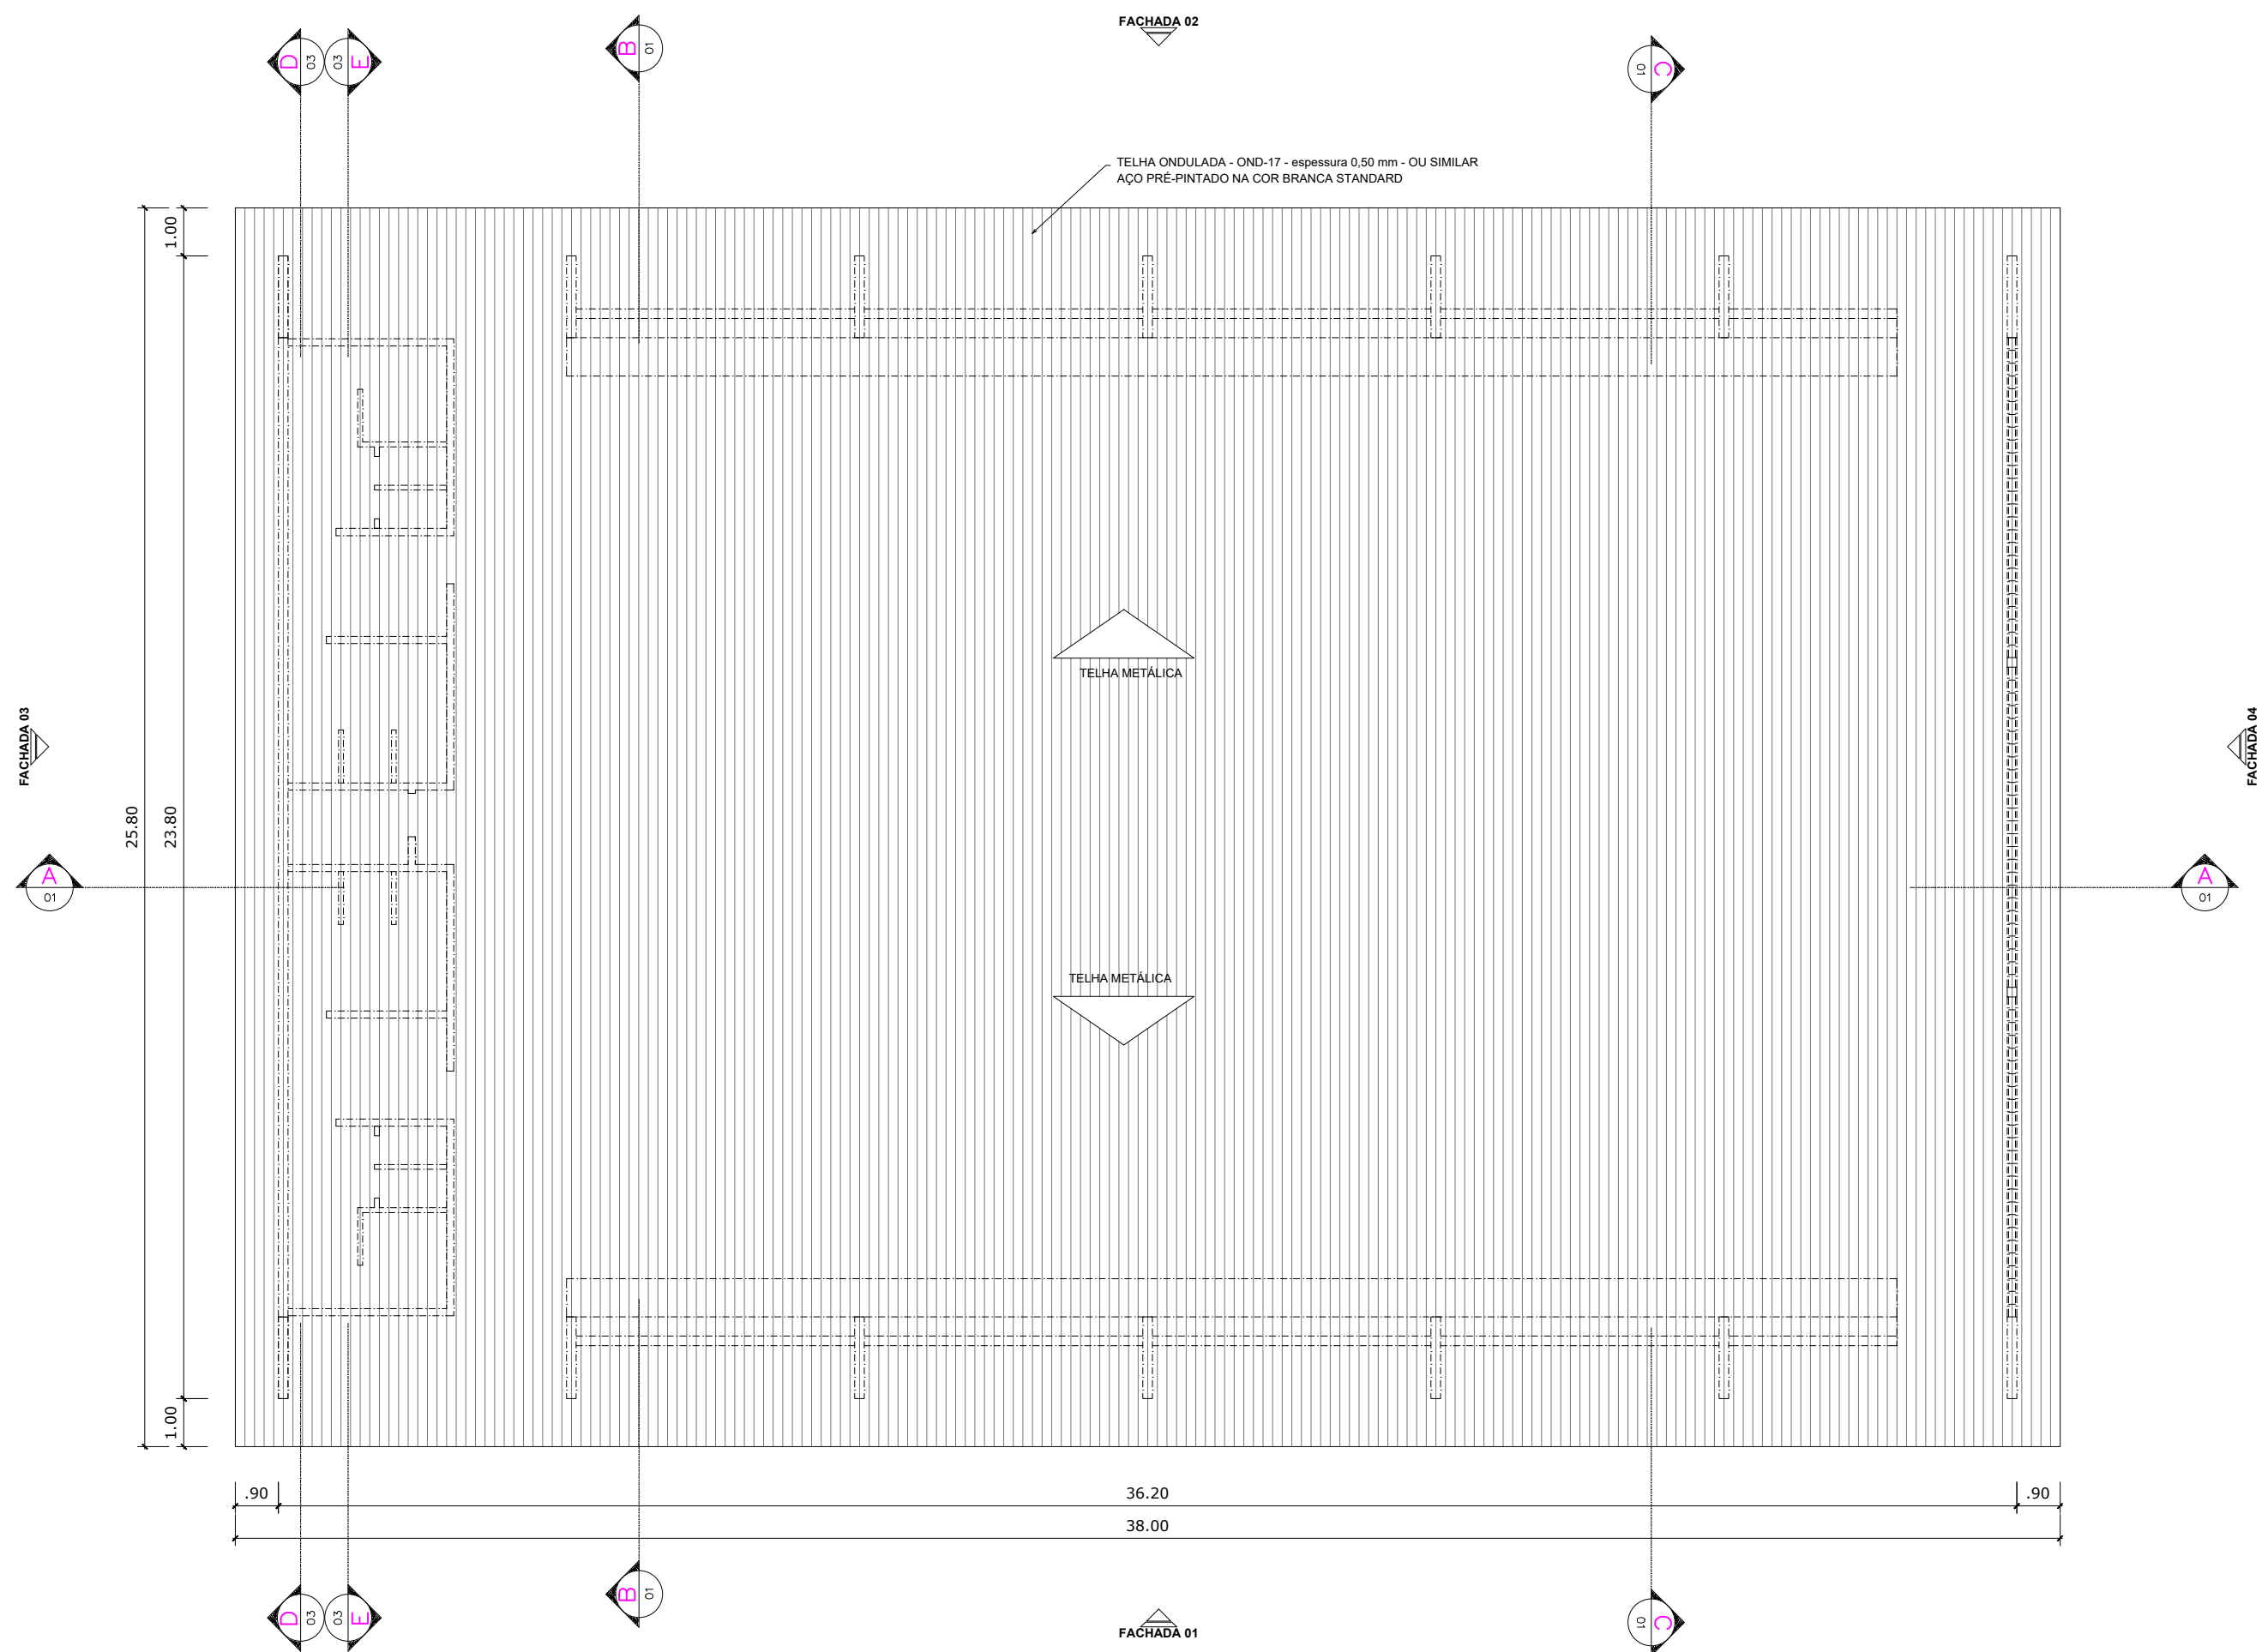 FACHADA 02
D
03
03
E
B
01
C
01
TELHA ONDULADA - OND-17 - espessura 0,50 mm - OU SIMILAR
AÇO PRÉ-PINTADO NA COR BRANCA STANDARD
1.00
TELHA METÁLICA
FACHADA 03
FACHADA 04
25.80
23.80
A
01
A
01
TELHA METÁLICA
1.00
.90
36.20
.90
38.00
D
03
03
E
B
01
C
01
FACHADA 01